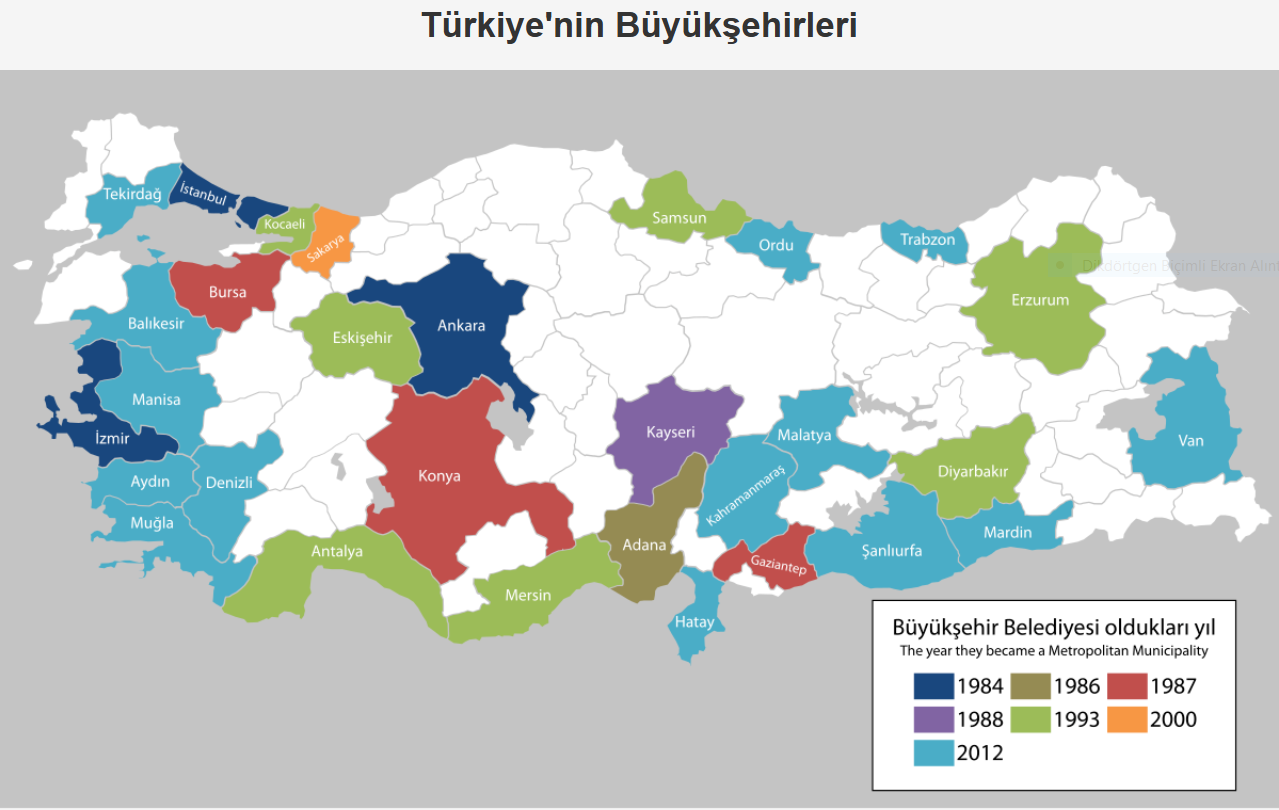 Türkiye'nin Büyükşehirleri
Tekirdağ
İstanbul
Kocaeli
Sakarya
Samsun
Ordu
Trabzon
Dikdörtgen Biçimli Ekran Alınt
Bursa
Erzurum
Balıkesir
Eskişehir
Ankara
Manisa
İzmir
Kayseri
Malatya
Van
Aydın
Denizli
Konya
Kahramanmaraş
Diyarbakır
Muğla
Antalya
Adana
Gaziantep
Şanlıurfa
Mardin
Mersin
Hatay
Büyükşehir Belediyesi oldukları yıl
The year they became a Metropolitan Municipality
1984 1986 1987
1988 1993 2000
2012